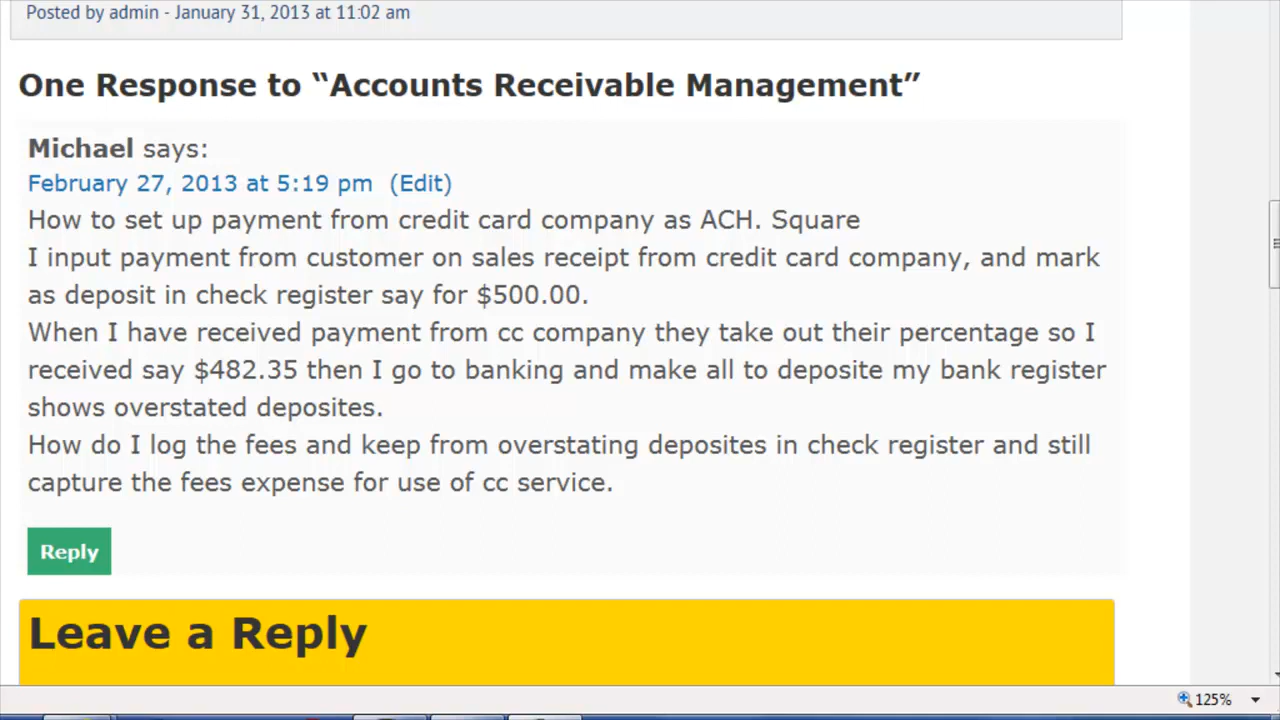 Posted by admin - January 31, 2013 at 11:02 am
One Response to “Accounts Receivable Management”
Michael says:
February 27, 2013 at 5:19 pm (Edit)
How to set up payment from credit card company as ACH. Square
I input payment from customer on sales receipt from credit card company, and mark
as deposit in check register say for $500.00.
When I have received payment from cc company they take out their percentage so I
received say $482.35 then I go to banking and make all to deposite my bank register
shows overstated deposites.
How do I log the fees and keep from overstating deposites in check register and still
capture the fees expense for use of cc service.
Reply
Leave a Reply
125%